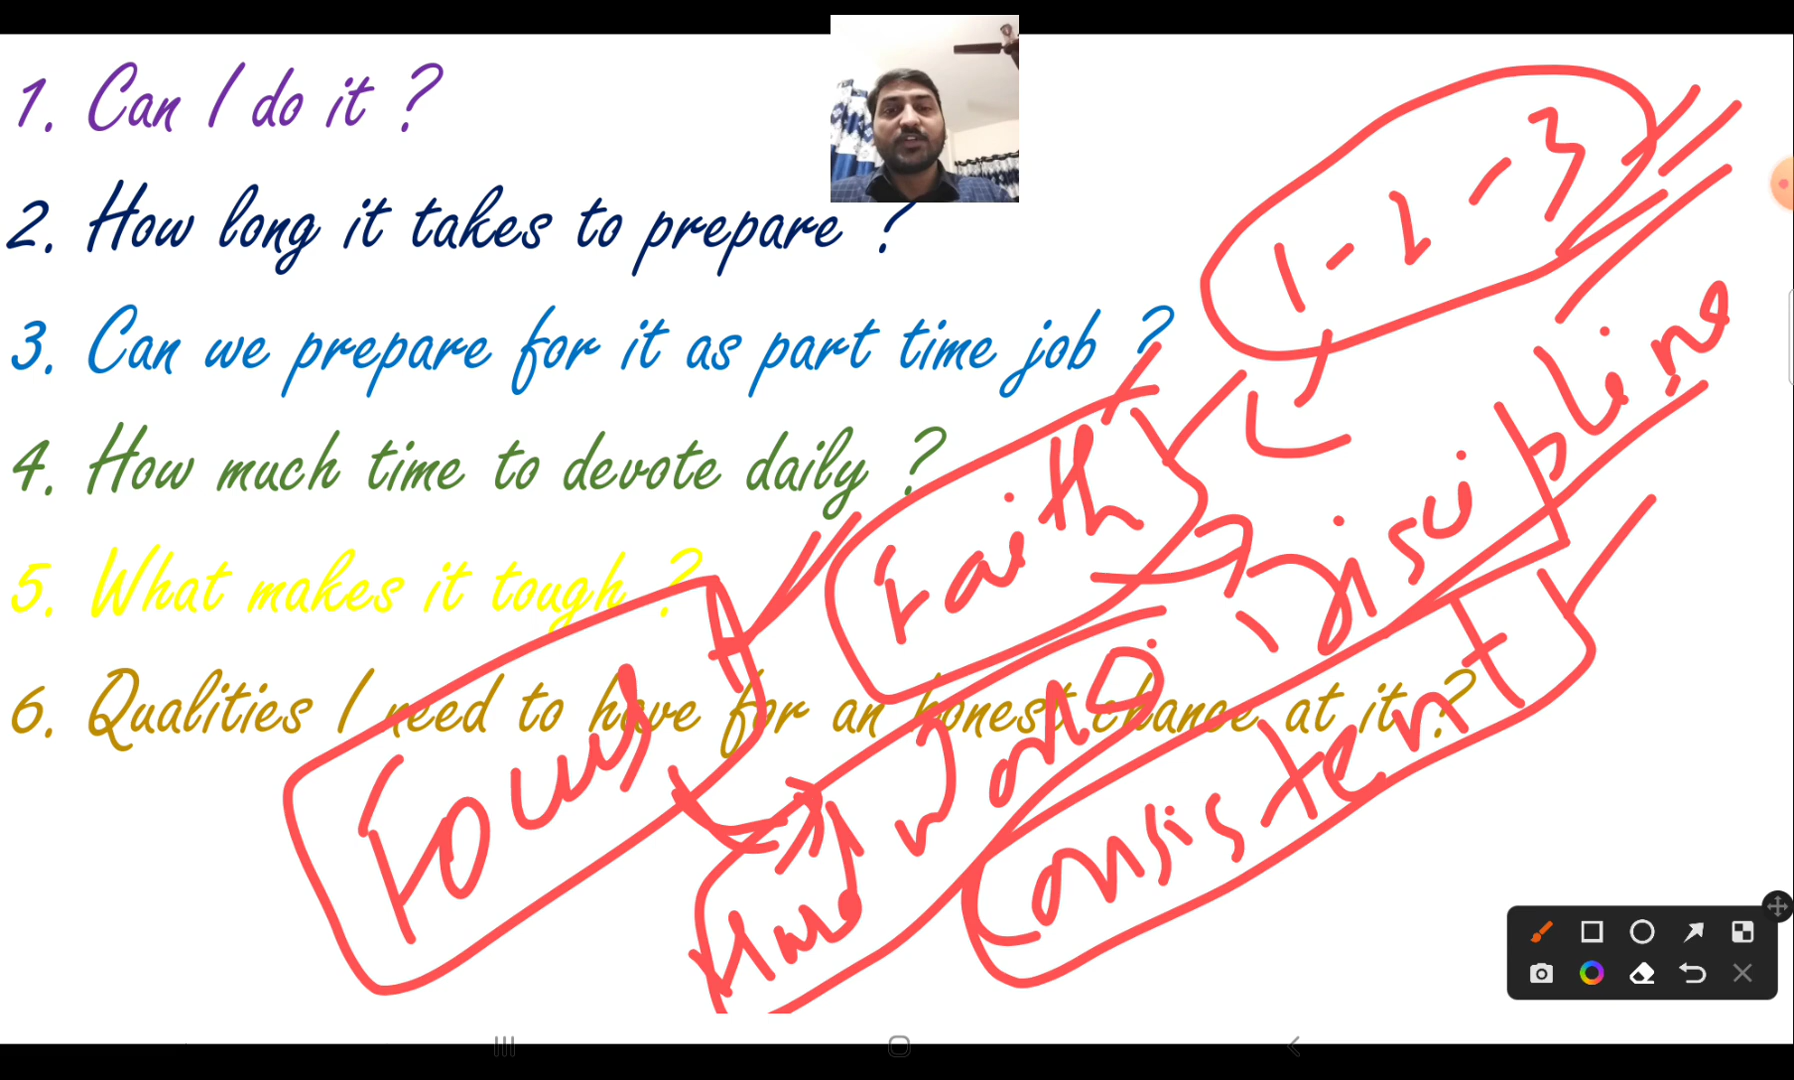 1. Can I do it ?
2. How long it takes to prepare ?
3. Can we prepare for it as part time job ?
4. How much time to devote daily ?
5. What makes it tough ?
6. Qualities I need to have for an honest chance at it ?
1-2-3
Faith
Discipline
Focus
Hard Work
Consistent